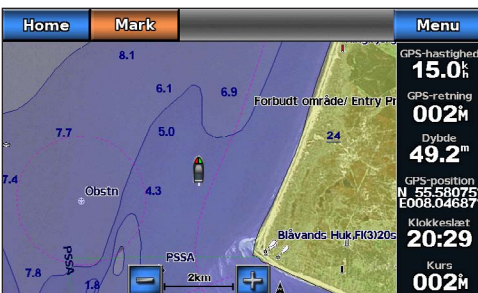 Home
Mark
Menu
8.1
6.1
6.9
Forbudt område/ Entry Pr
7.7
5.0
24
7.4
Obstn
4.3
Blåvands Huk,Fl(3)20s
PSSA
PSSA
7.8
1.8
2km
GPS-hastighed
15.0kh
GPS-retning
002°M
Dybde
49.2m
GPS-position
N 55.58075°
E008.04687°
Klokkeslæt
20:29
Kurs
002°M